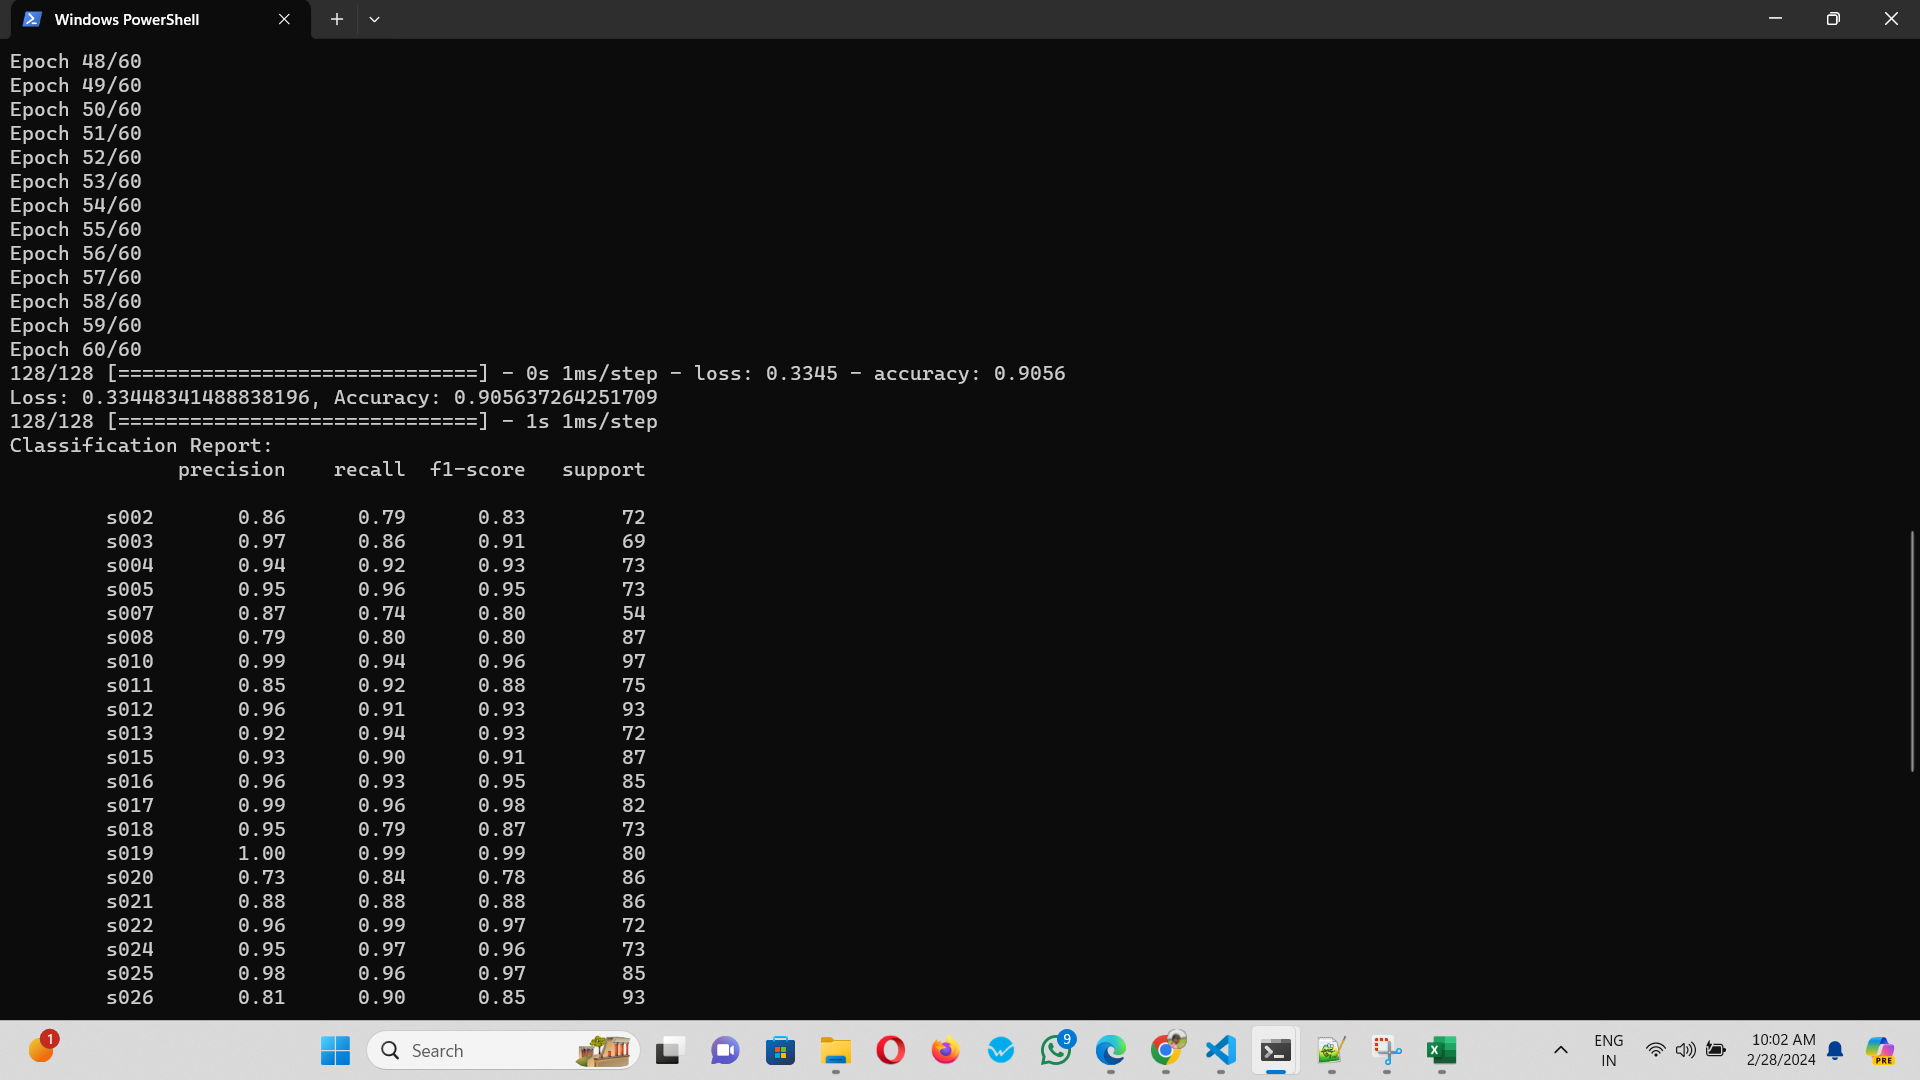 Windows PowerShell
Epoch 48/60
Epoch 49/60
Epoch 50/60
Epoch 51/60
Epoch 52/60
Epoch 53/60
Epoch 54/60
Epoch 55/60
Epoch 56/60
Epoch 57/60
Epoch 58/60
Epoch 59/60
Epoch 60/60
128/128 [==============================] - 0s 1ms/step - loss: 0.3345 - accuracy: 0.9056
Loss: 0.33448341488838196, Accuracy: 0.905637264251709
128/128 [==============================] - 1s 1ms/step
Classification Report:
precision recall f1-score support
s002 0.86 0.79 0.83 72
s003 0.97 0.86 0.91 69
s004 0.94 0.92 0.93 73
s005 0.95 0.96 0.95 73
s007 0.87 0.74 0.80 54
s008 0.79 0.80 0.80 87
s010 0.99 0.94 0.96 97
s011 0.85 0.92 0.88 75
s012 0.96 0.91 0.93 93
s013 0.92 0.94 0.93 72
s015 0.93 0.90 0.91 87
s016 0.96 0.93 0.95 85
s017 0.99 0.96 0.98 82
s018 0.95 0.79 0.87 73
s019 1.00 0.99 0.99 80
s020 0.73 0.84 0.78 86
s021 0.88 0.88 0.88 86
s022 0.96 0.99 0.97 72
s024 0.95 0.97 0.96 73
s025 0.98 0.96 0.97 85
s026 0.81 0.90 0.85 93
1
Search
9
ENG
IN
10:02 AM
2/28/2024
PRE